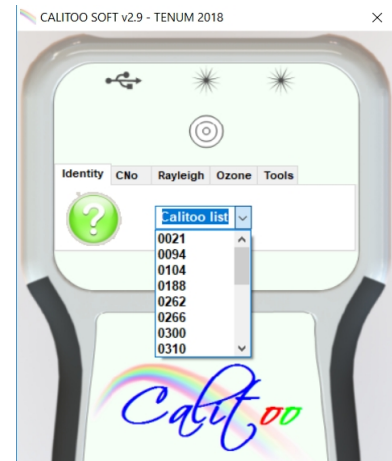 CALITOO SOFT v2.9 - TENUM 2018
Identity CNo Rayleigh Ozone Tools
Calitoo list
0021
0094
0104
0188
0262
0266
0300
0310
Calitoo